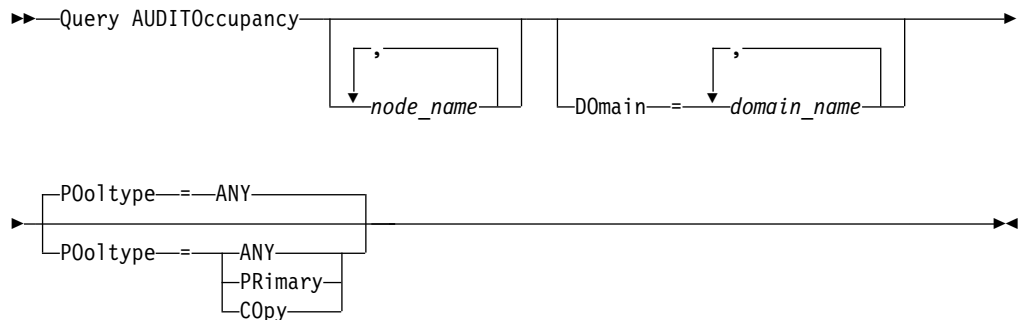 Query AUDITOccupancy
, ,
node_name DOmain = domain_name
POoltype = ANY
POoltype = ANY
PRimary
COpy